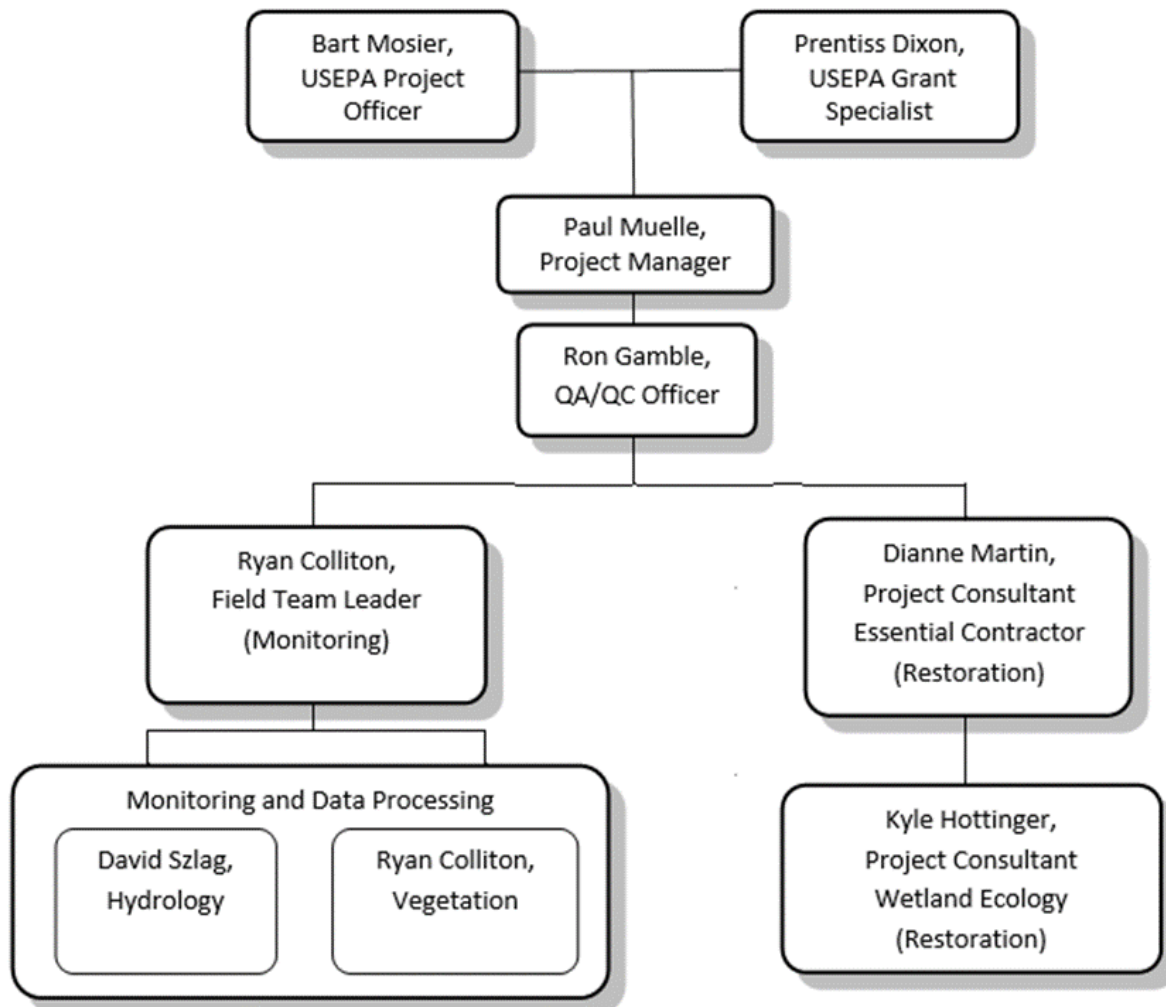 Bart Mosier,
USEPA Project
Officer
Prentiss Dixon,
USEPA Grant
Specialist
Paul Muelle,
Project Manager
Ron Gamble,
QA/QC Officer
Ryan Colliton,
Field Team Leader
(Monitoring)
Dianne Martin,
Project Consultant
Essential Contractor
(Restoration)
Monitoring and Data Processing
David Szlag,
Hydrology
Ryan Colliton,
Vegetation
Kyle Hottinger,
Project Consultant
Wetland Ecology
(Restoration)